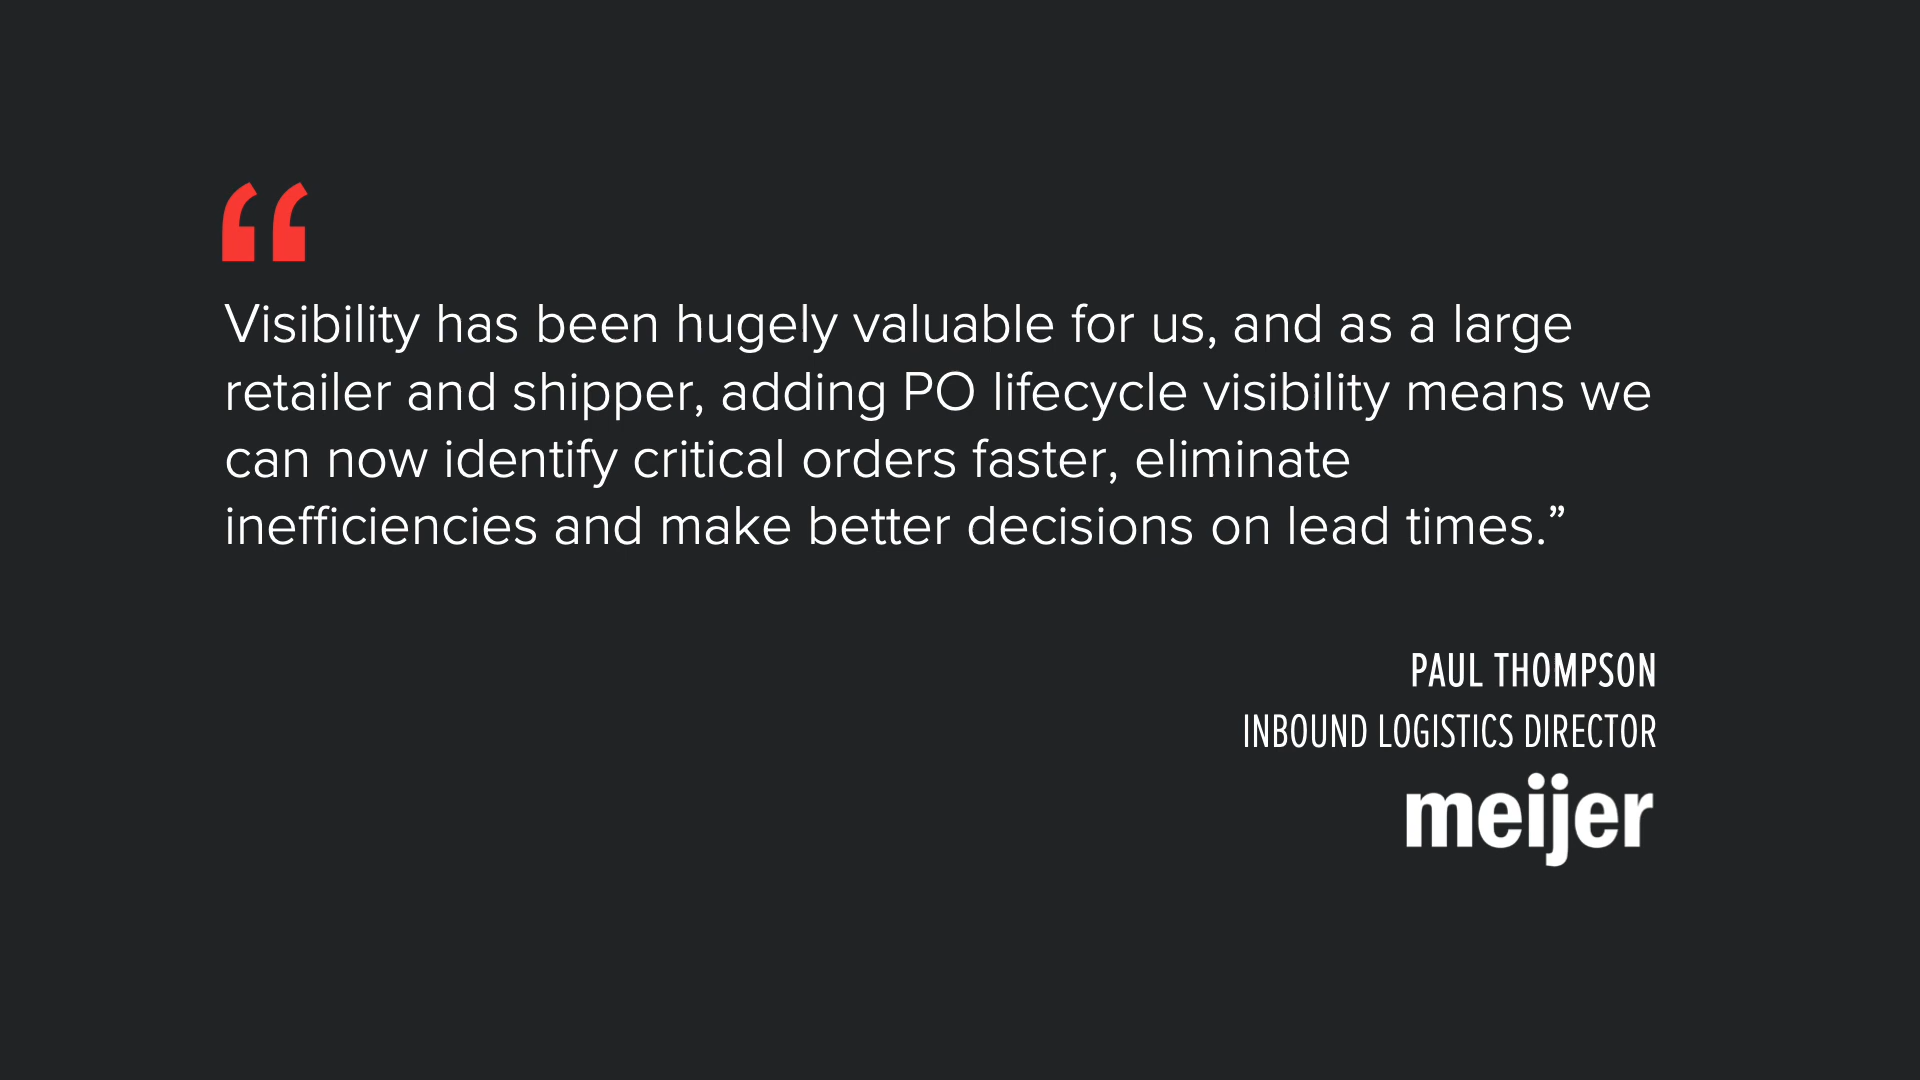 “
Visibility has been hugely valuable for us, and as a large
retailer and shipper, adding PO lifecycle visibility means we
can now identify critical orders faster, eliminate
inefficiencies and make better decisions on lead times.”
PAUL THOMPSON
INBOUND LOGISTICS DIRECTOR
meijer